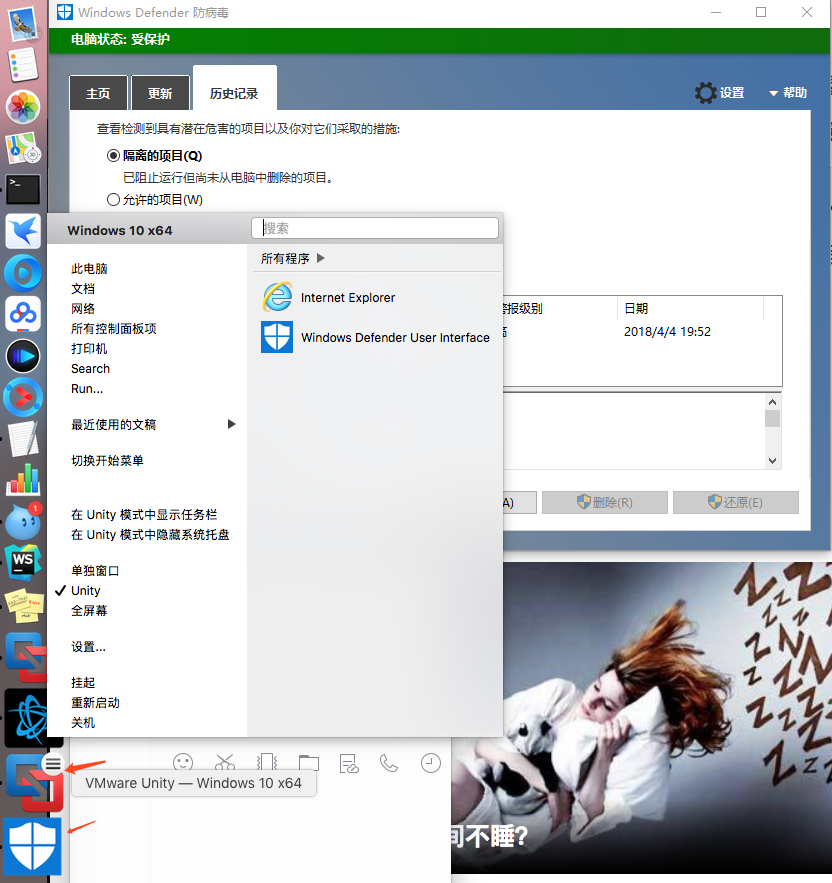 Windows Defender 防病毒
电脑状态: 受保护
主页
更新
历史记录
设置
帮助
查看检测到具有潜在危害的项目以及你对它们采取的措施:
隔离的项目(Q)
已阻止运行但尚未从电脑中删除的项目。
允许的项目(W)
警报级别
日期
高
2018/4/4 19:52
A)
删除(R)
还原(E)
Windows 10 x64
搜索
此电脑
文档
网络
所有控制面板项
打印机
Search
Run...
最近使用的文稿
切换开始菜单
在 Unity 模式中显示任务栏
在 Unity 模式中隐藏系统托盘
单独窗口
Unity
全屏幕
设置...
挂起
重新启动
关机
所有程序
Internet Explorer
Windows Defender User Interface
VMware Unity — Windows 10 x64
WS
1
间不睡?